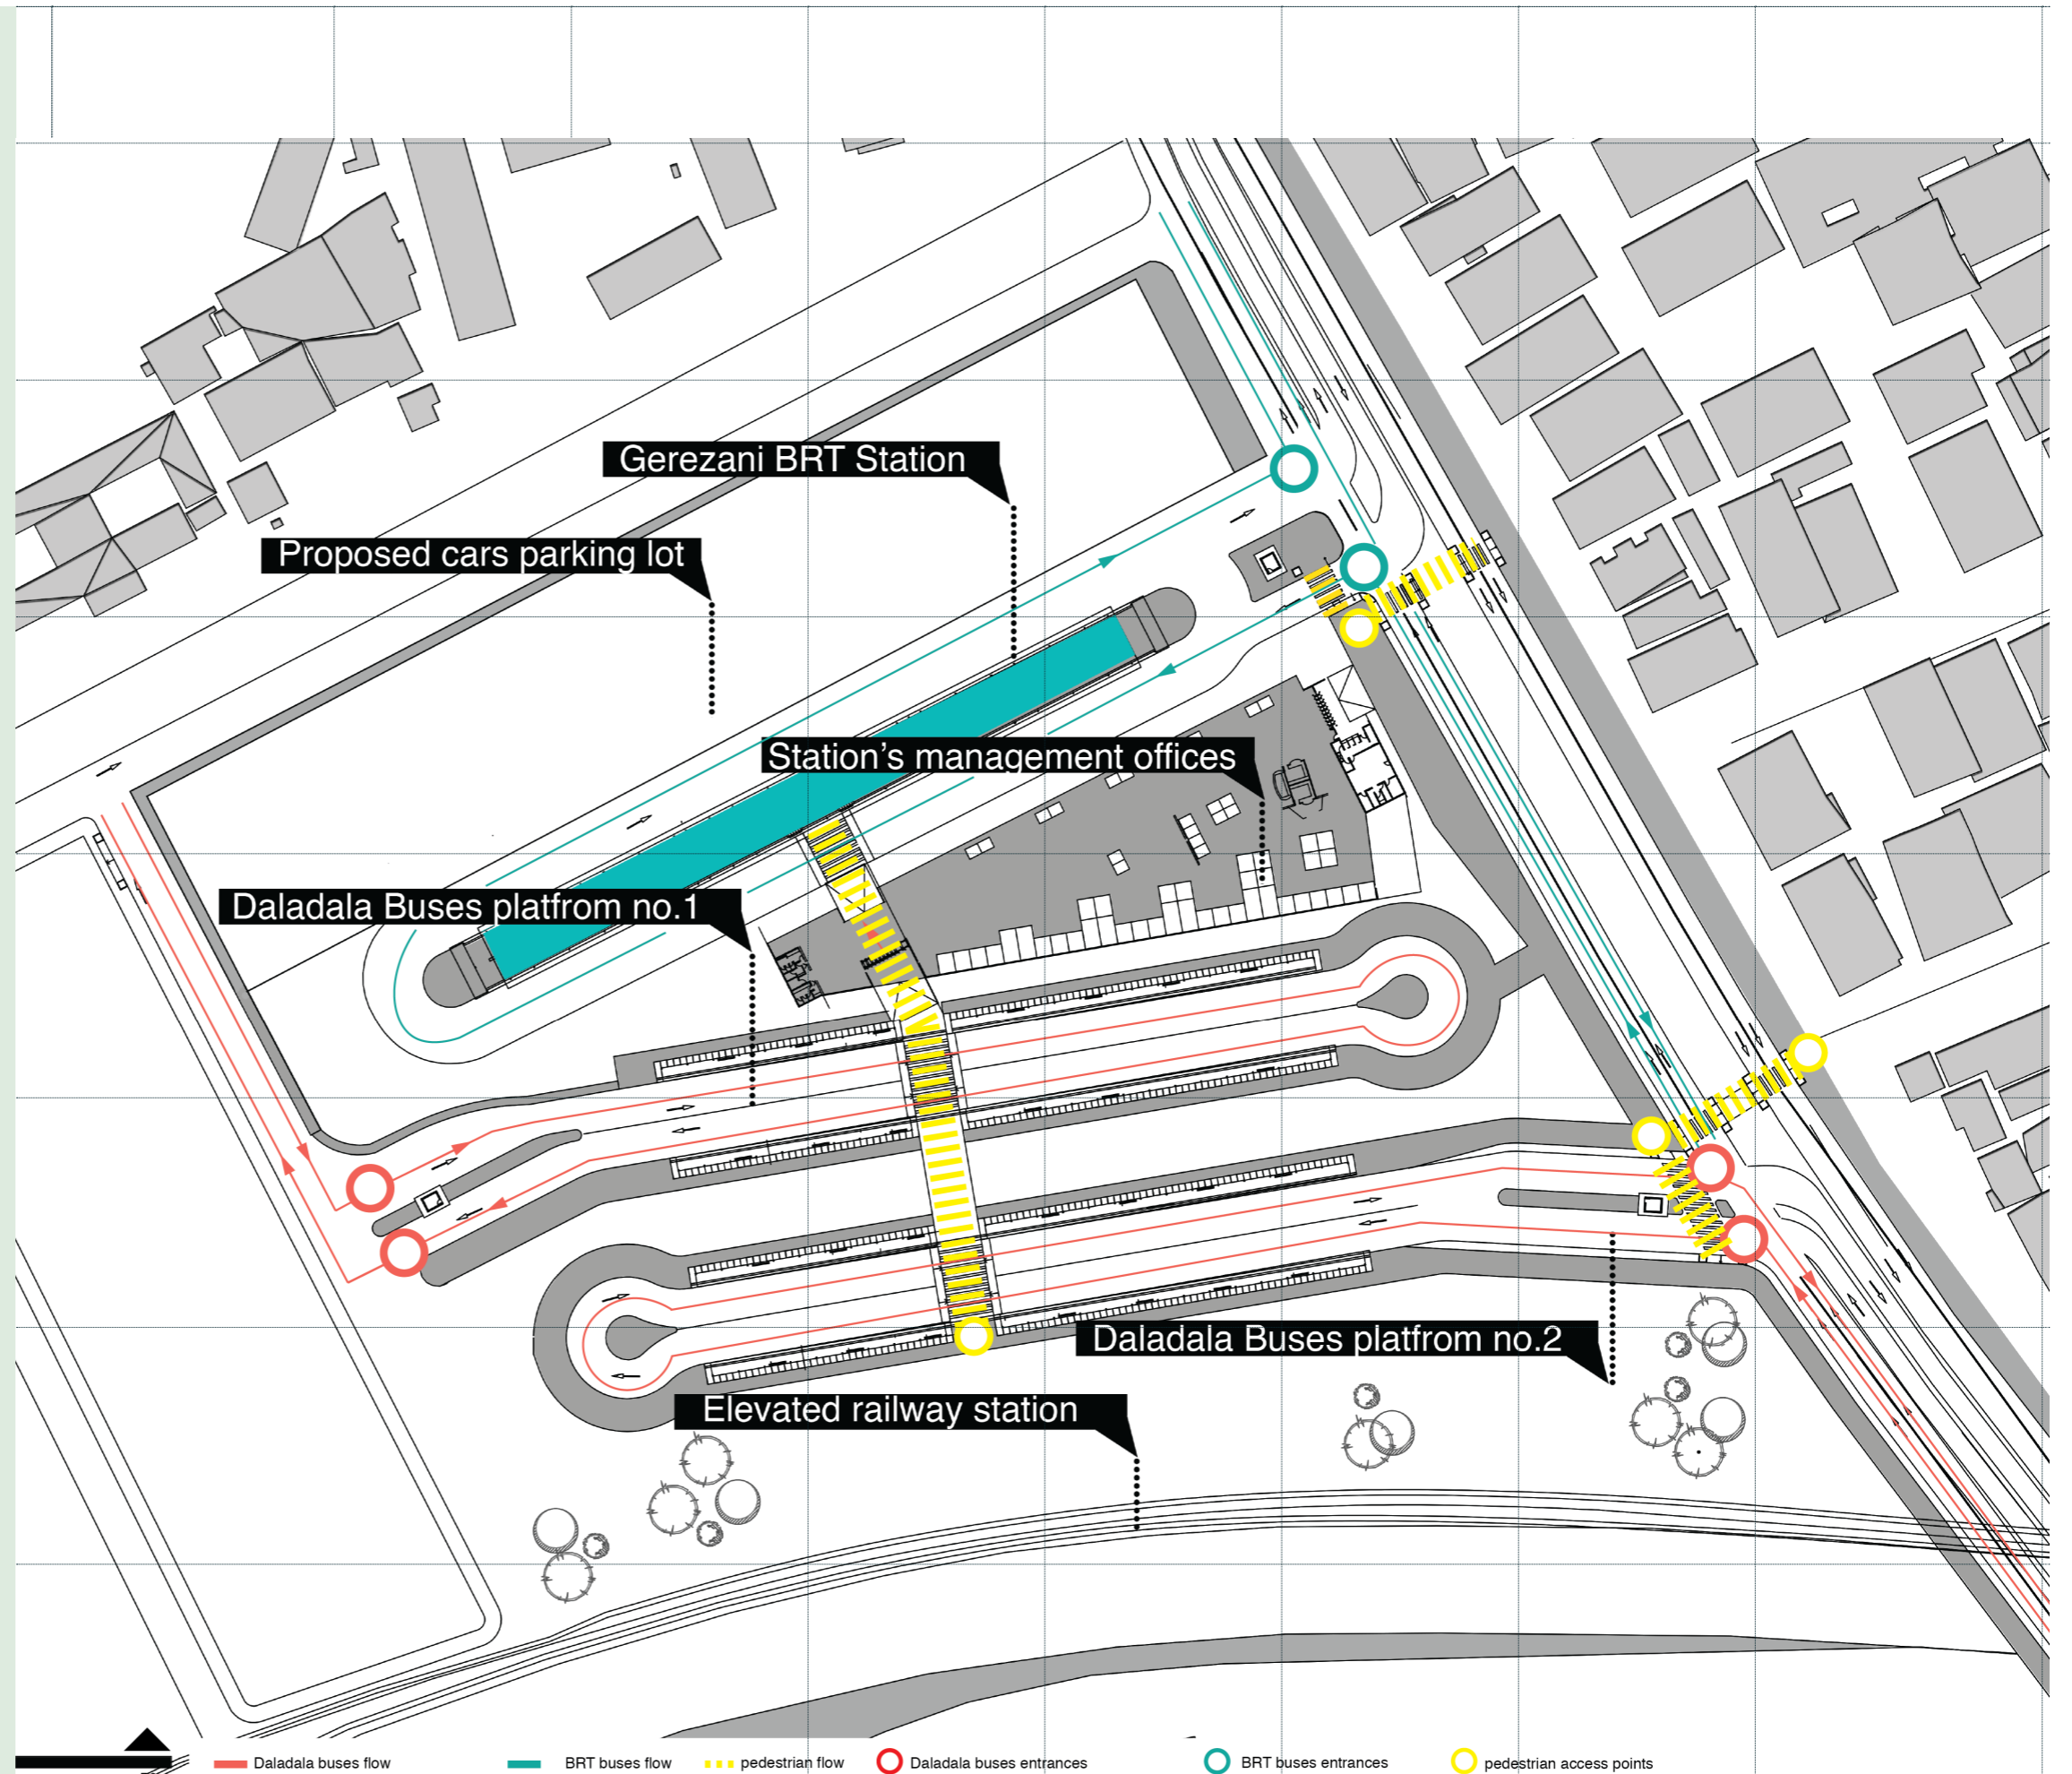 Gerezani BRT Station
Proposed cars parking lot
Station's management offices
Daladala Buses platfrom no.1
Daladala Buses platfrom no.2
Elevated railway station
Daladala buses flow
BRT buses flow
pedestrian flow
Daladala buses entrances
BRT buses entrances
pedestrian access points